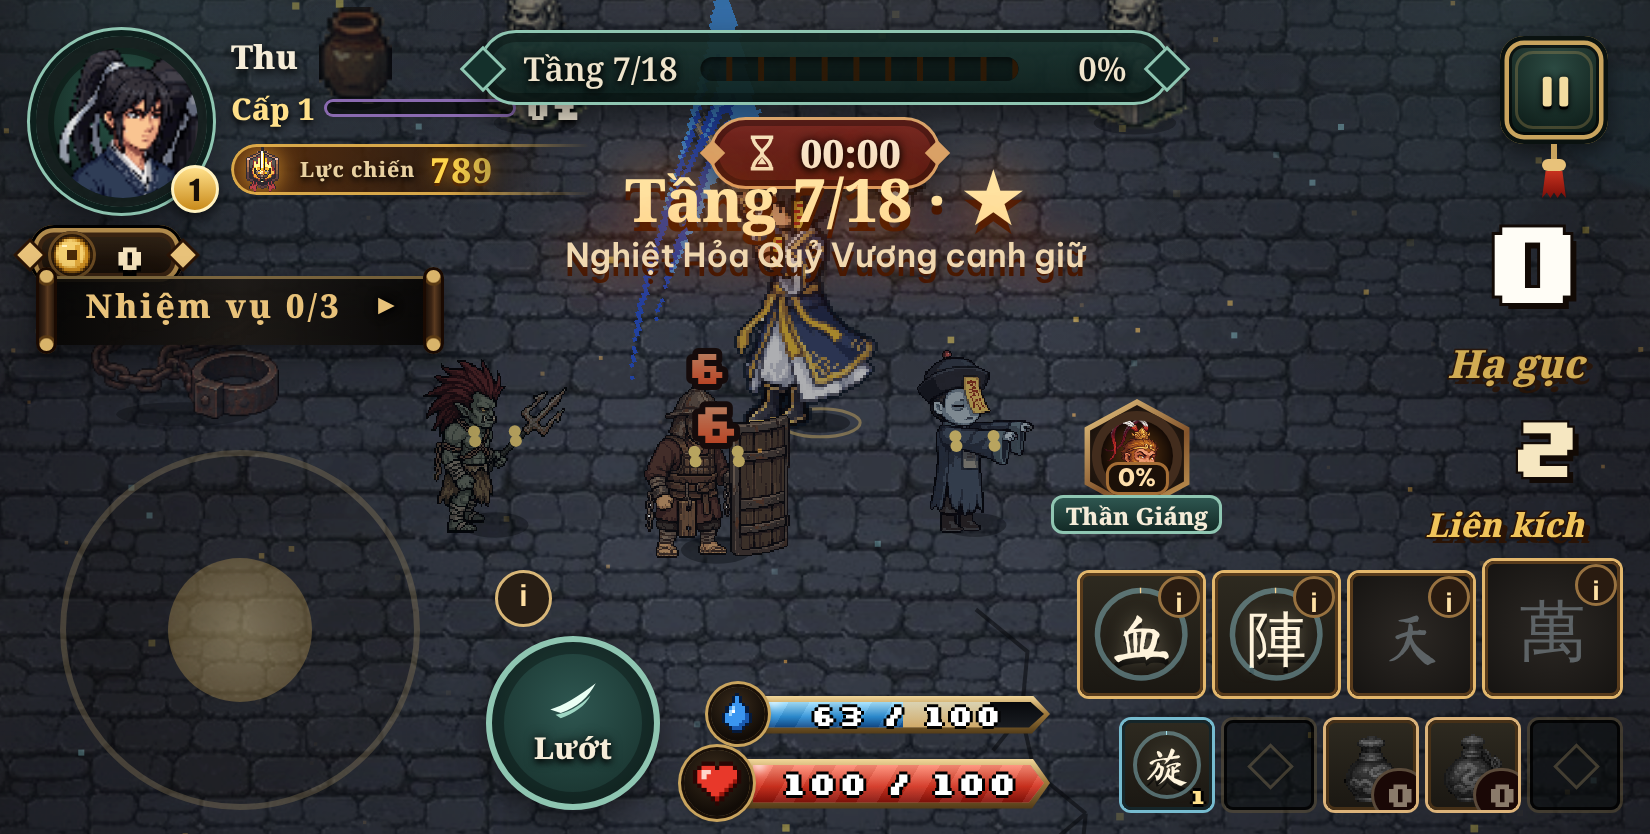 Thu
Cấp 1
Lực chiến 789
1
0
Nhiệm vụ 0/3
Tầng 7/18 0%
00:00
Tầng 7/18 · ★
Nghiệt Hỏa Quỷ Vương canh giữ
0
Hạ gục
2
Liên kích
6
6
0%
Thần Giáng
i
Lướt
63 / 100
100 / 100
i i i i
血 陣 天 萬
旋 1 0 0